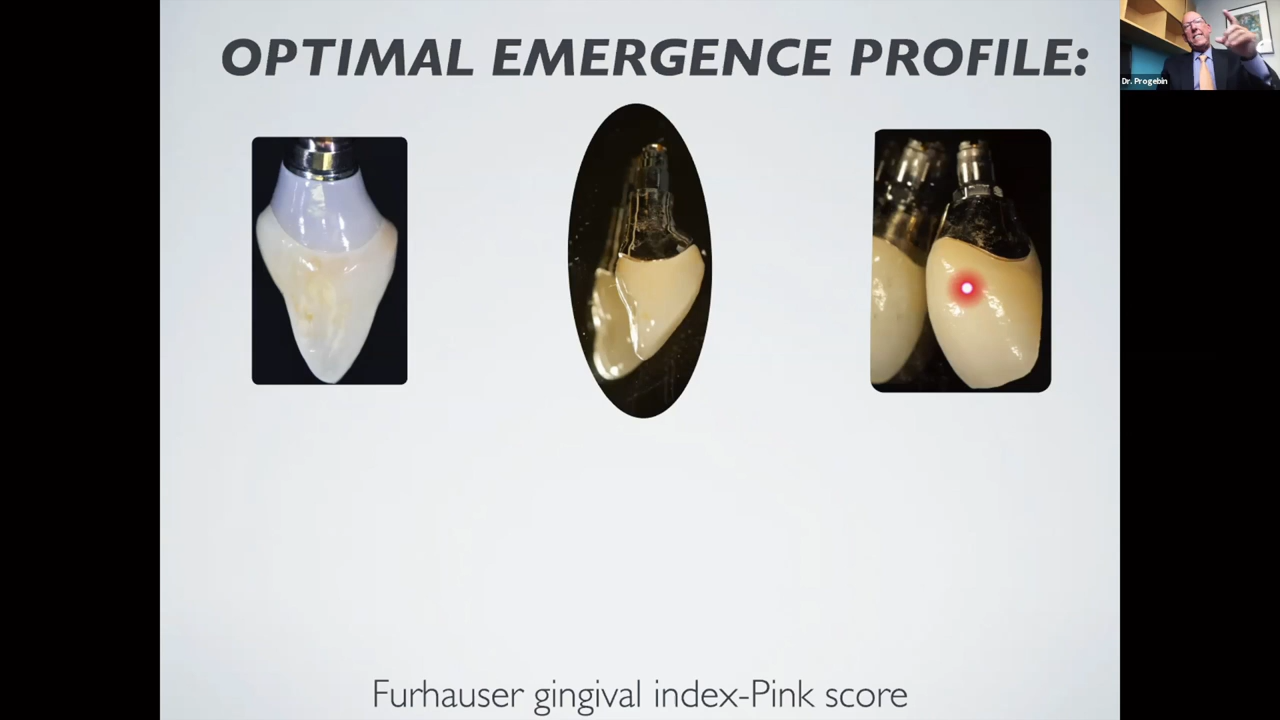 OPTIMAL EMERGENCE PROFILE:
Dr. Progebin
Furhauser gingival index-Pink score